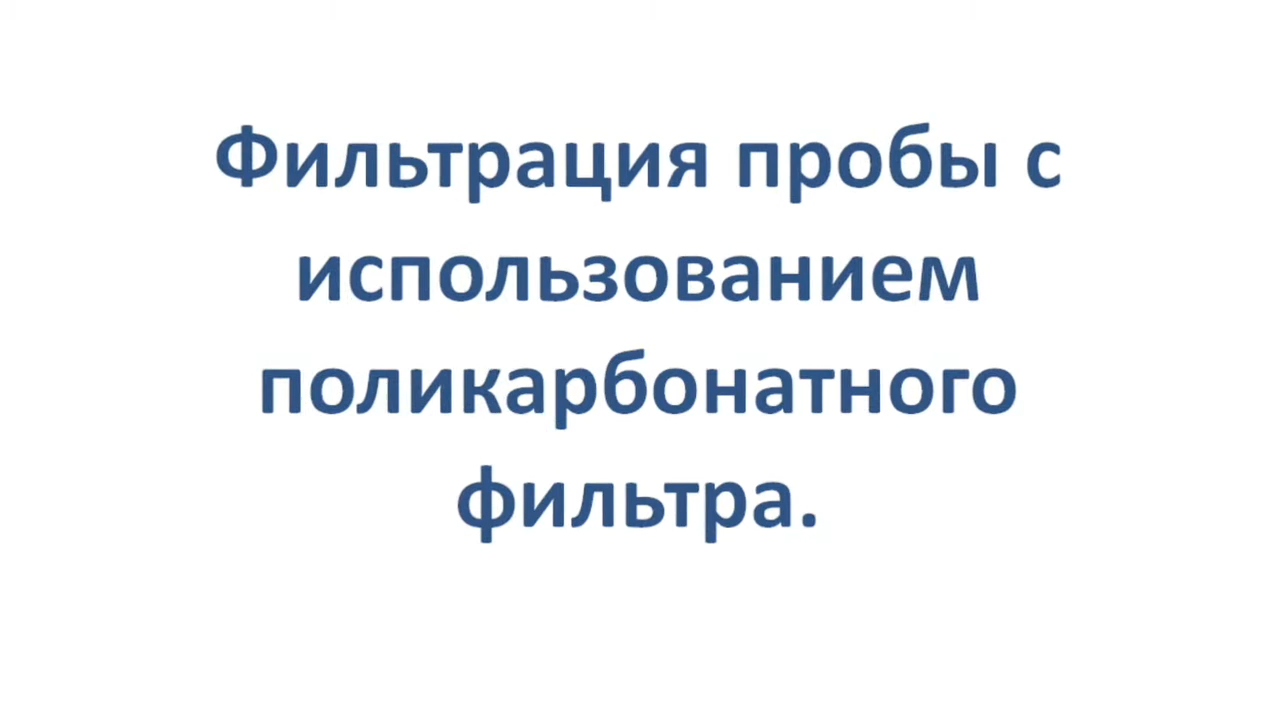 Фильтрация пробы с
использованием
поликарбонатного
фильтра.